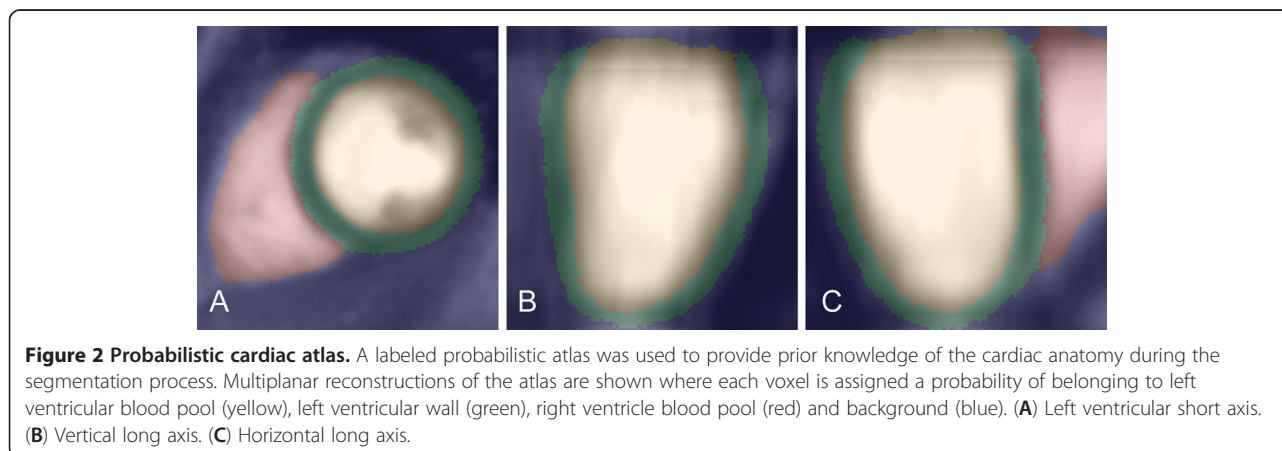 A
B
C
Figure 2 Probabilistic cardiac atlas. A labeled probabilistic atlas was used to provide prior knowledge of the cardiac anatomy during the
segmentation process. Multiplanar reconstructions of the atlas are shown where each voxel is assigned a probability of belonging to left
ventricular blood pool (yellow), left ventricular wall (green), right ventricle blood pool (red) and background (blue). (A) Left ventricular short axis.
(B) Vertical long axis. (C) Horizontal long axis.